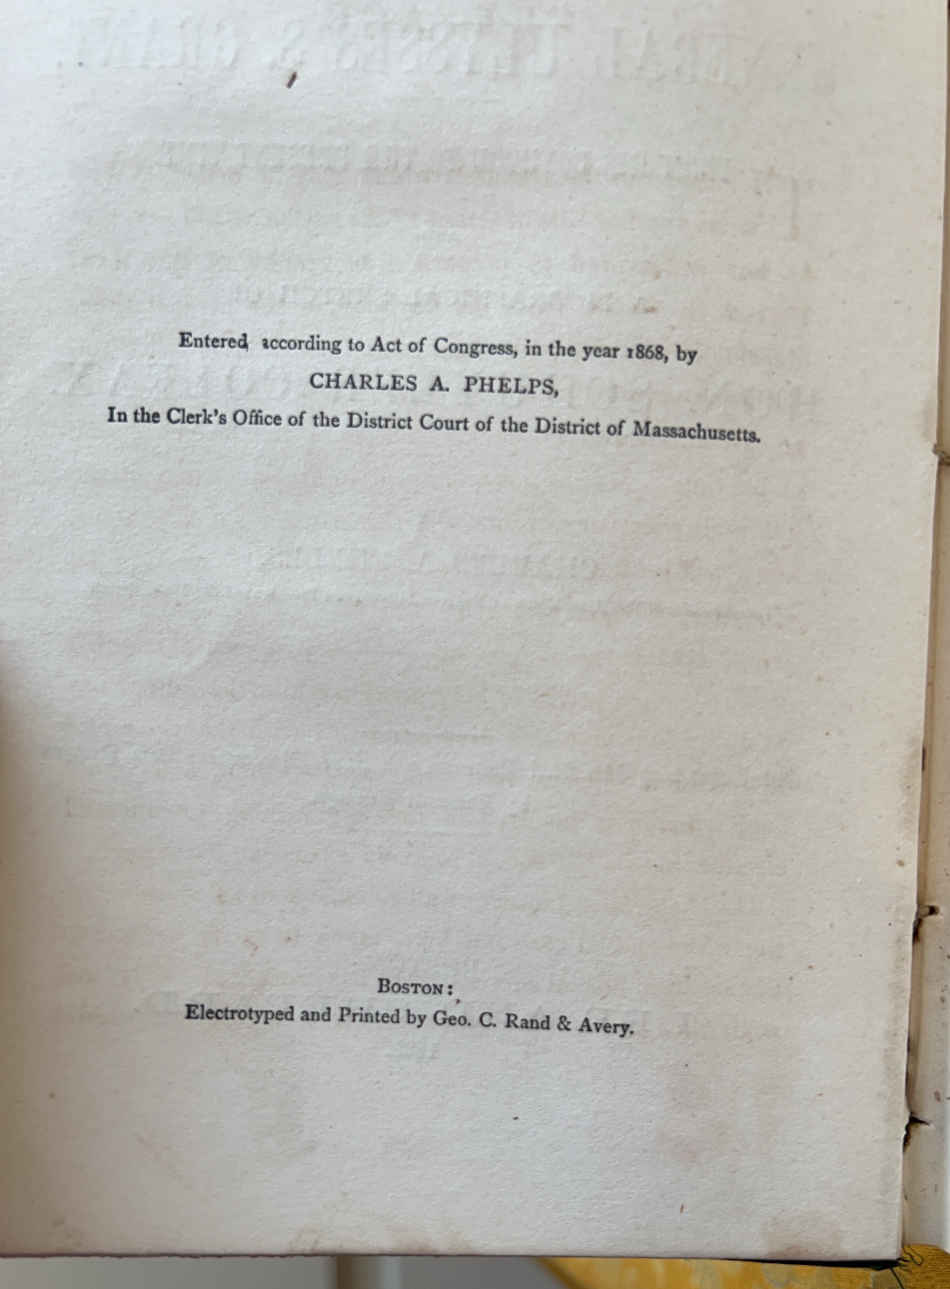 Entered, according to Act of Congress, in the year 1868, by
CHARLES A. PHELPS,
In the Clerk's Office of the District Court of the District of Massachusetts.
BOSTON:
Electrotyped and Printed by Geo. C. Rand & Avery.